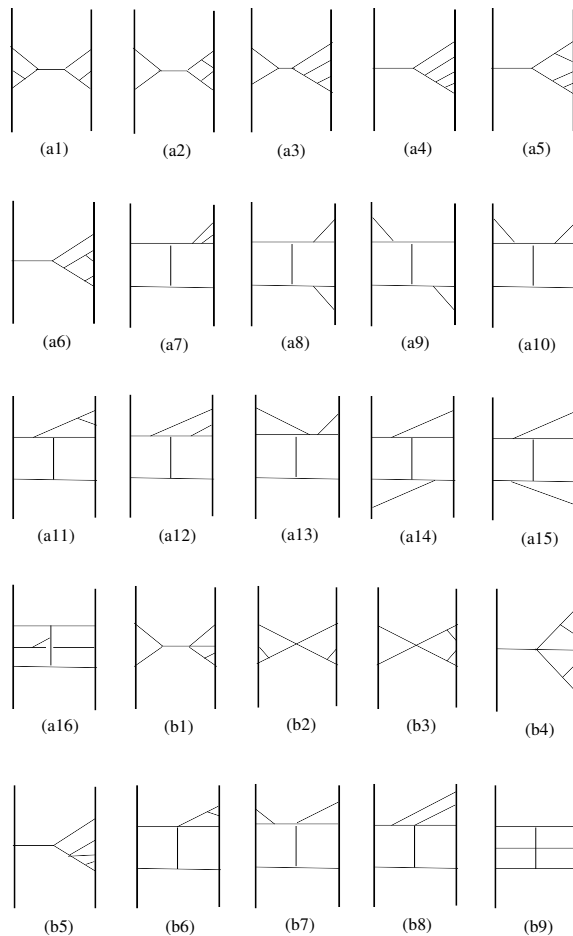 (a1) (a2) (a3) (a4) (a5)
(a6) (a7) (a8) (a9) (a10)
(a11) (a12) (a13) (a14) (a15)
(a16) (b1) (b2) (b3) (b4)
(b5) (b6) (b7) (b8) (b9)